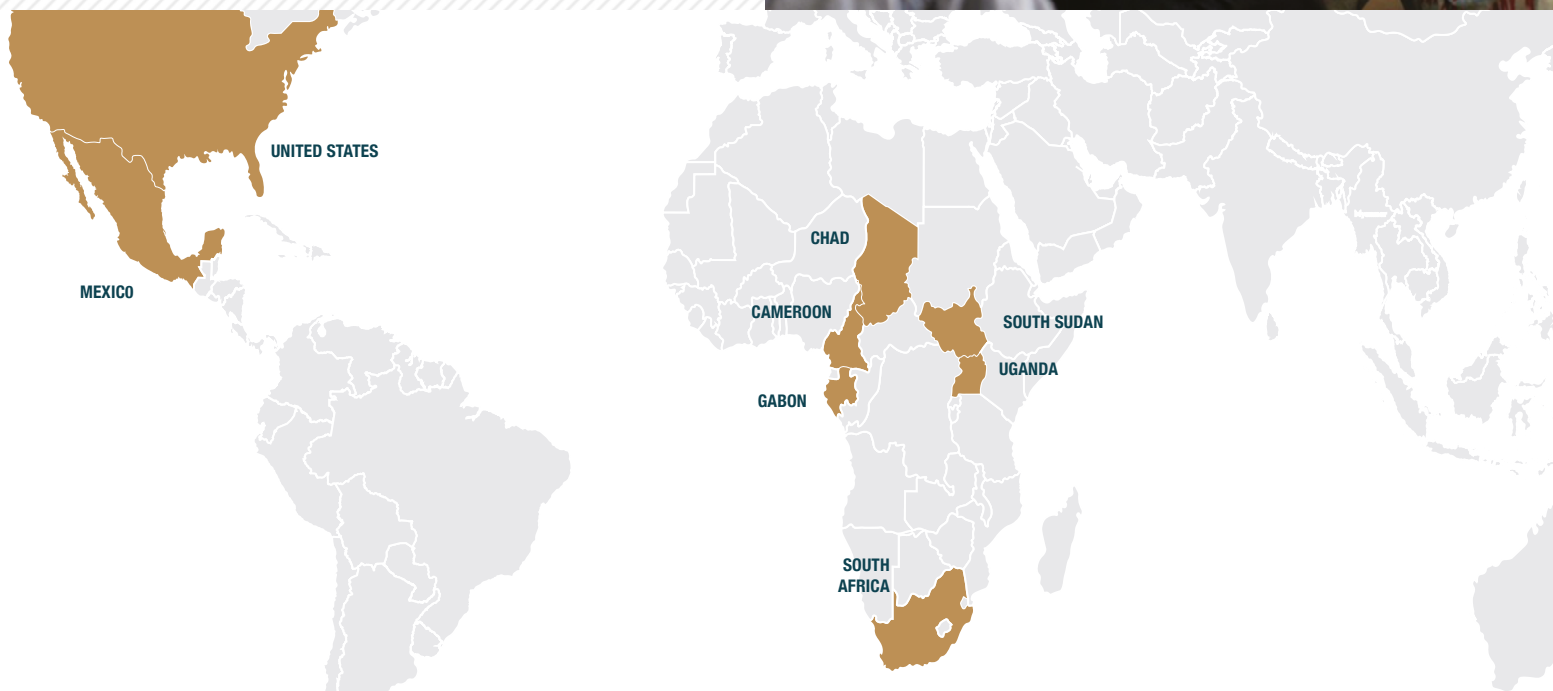 UNITED STATES
MEXICO
CHAD
CAMEROON
SOUTH SUDAN
UGANDA
GABON
SOUTH
AFRICA